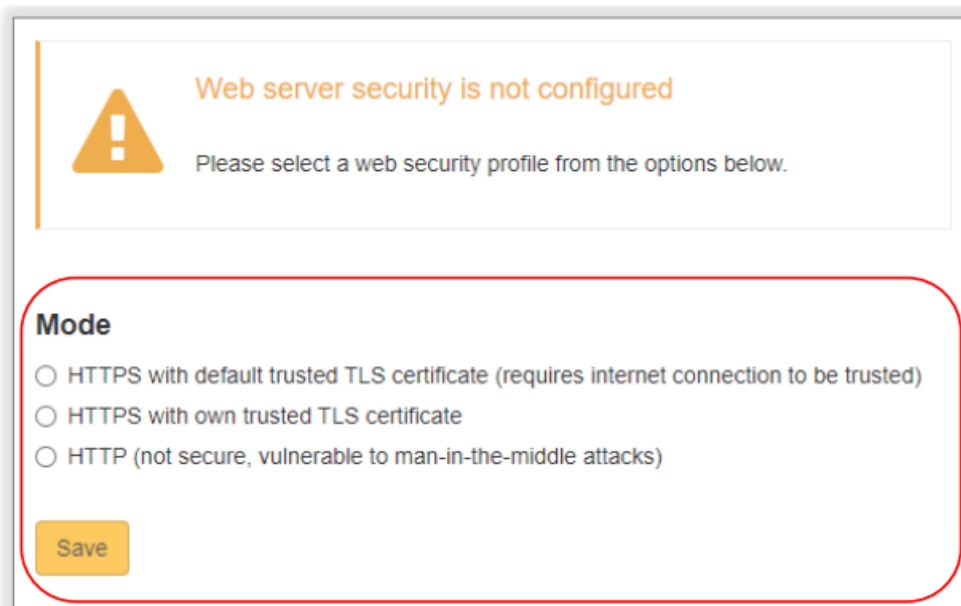 Web server security is not configured
Please select a web security profile from the options below.
Mode
HTTPS with default trusted TLS certificate (requires internet connection to be trusted)
HTTPS with own trusted TLS certificate
HTTP (not secure, vulnerable to man-in-the-middle attacks)
Save